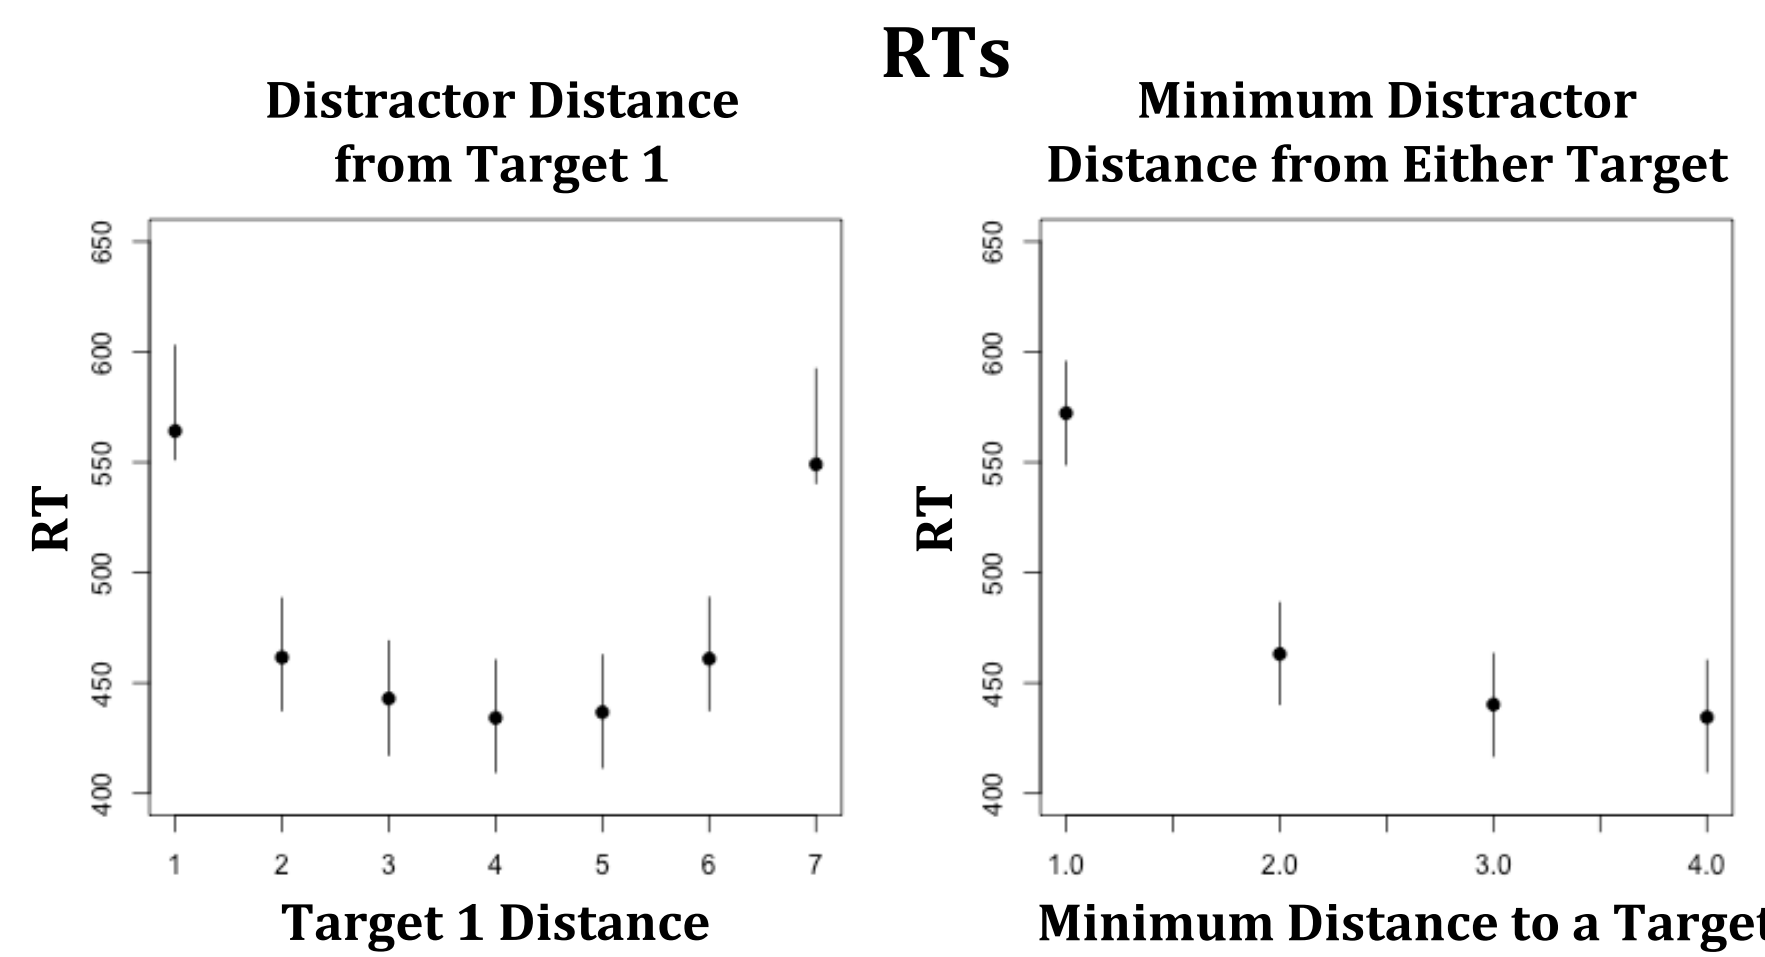 RTs
Distractor Distance
from Target 1
650
600
550
500
450
400
RT
1 2 3 4 5 6 7
Target 1 Distance
Minimum Distractor
Distance from Either Target
650
600
550
500
450
400
RT
1.0 2.0 3.0 4.0
Minimum Distance to a Target